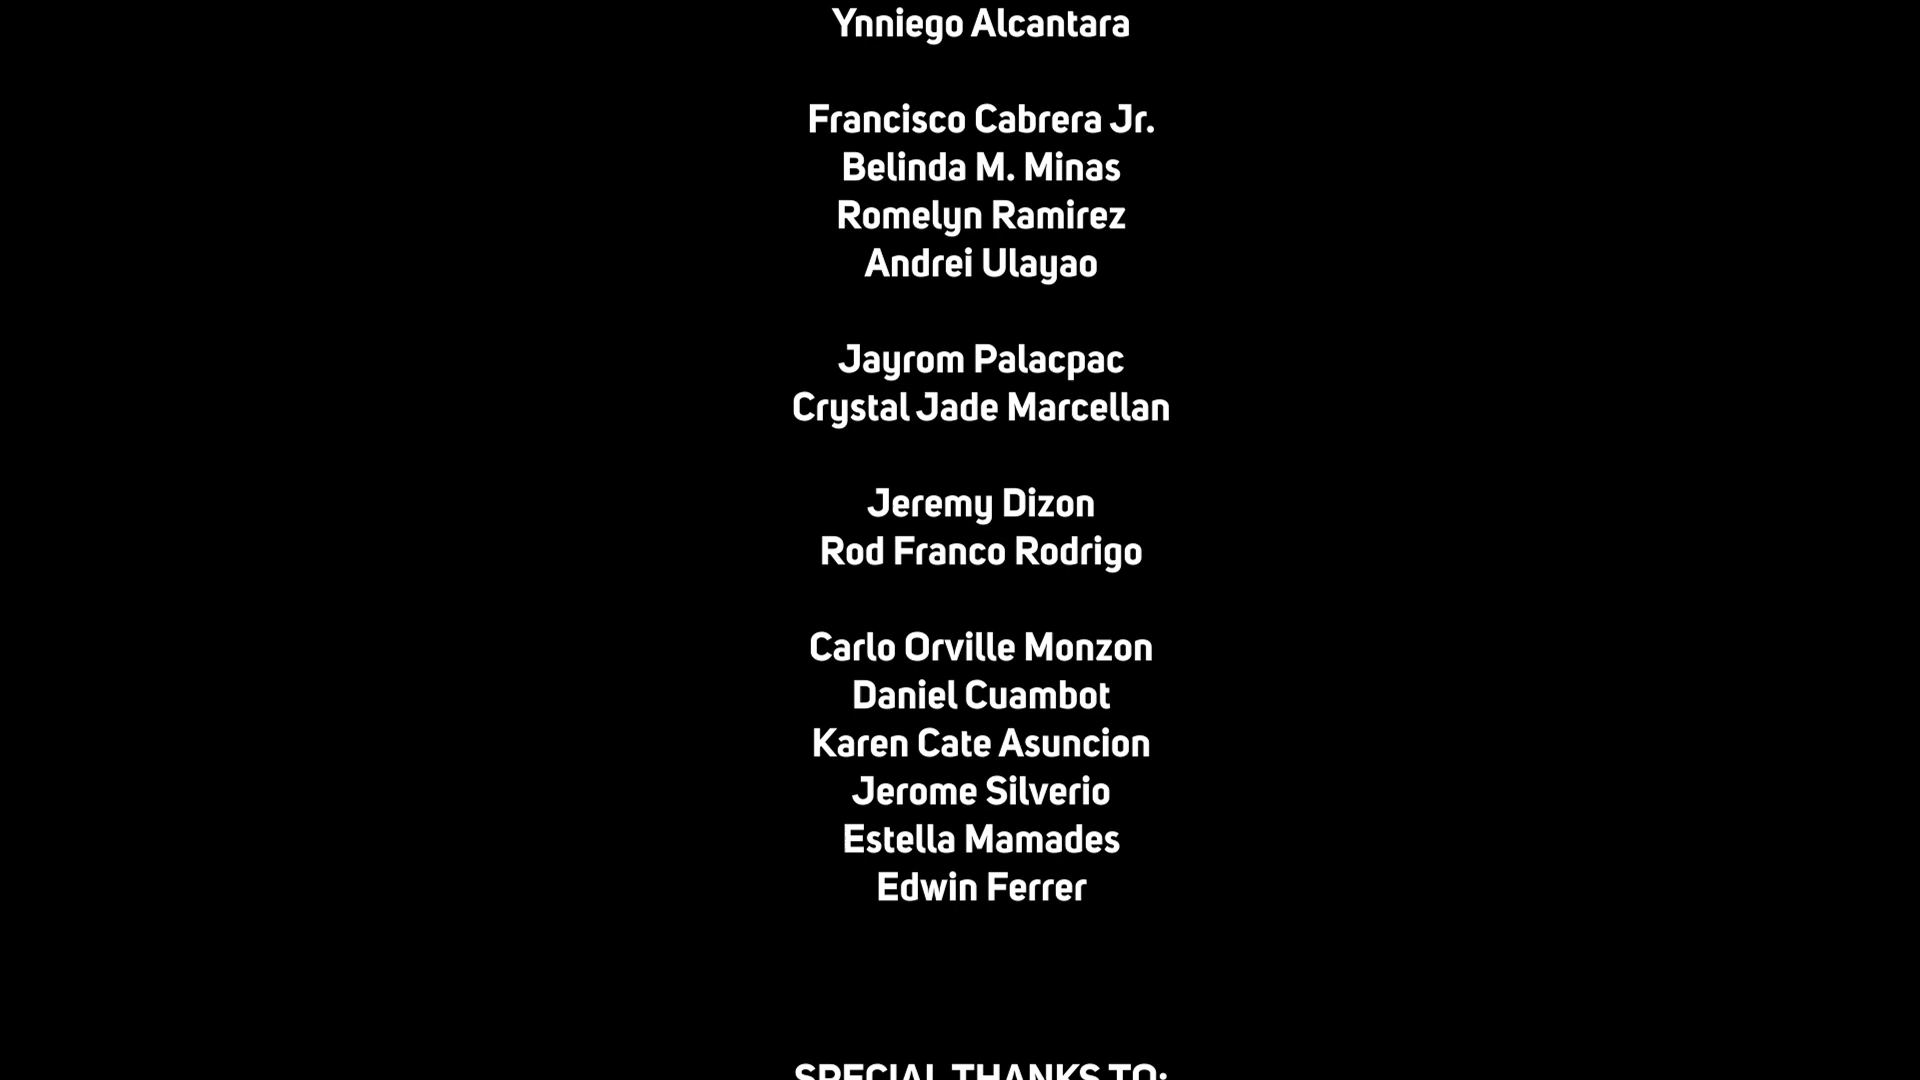 Ynniego Alcantara
Francisco Cabrera Jr.
Belinda M. Minas
Romelyn Ramirez
Andrei Ulayao
Jayrom Palacpac
Crystal Jade Marcellan
Jeremy Dizon
Rod Franco Rodrigo
Carlo Orville Monzon
Daniel Cuambot
Karen Cate Asuncion
Jerome Silverio
Estella Mamades
Edwin Ferrer
SPECIAL THANKS TO: